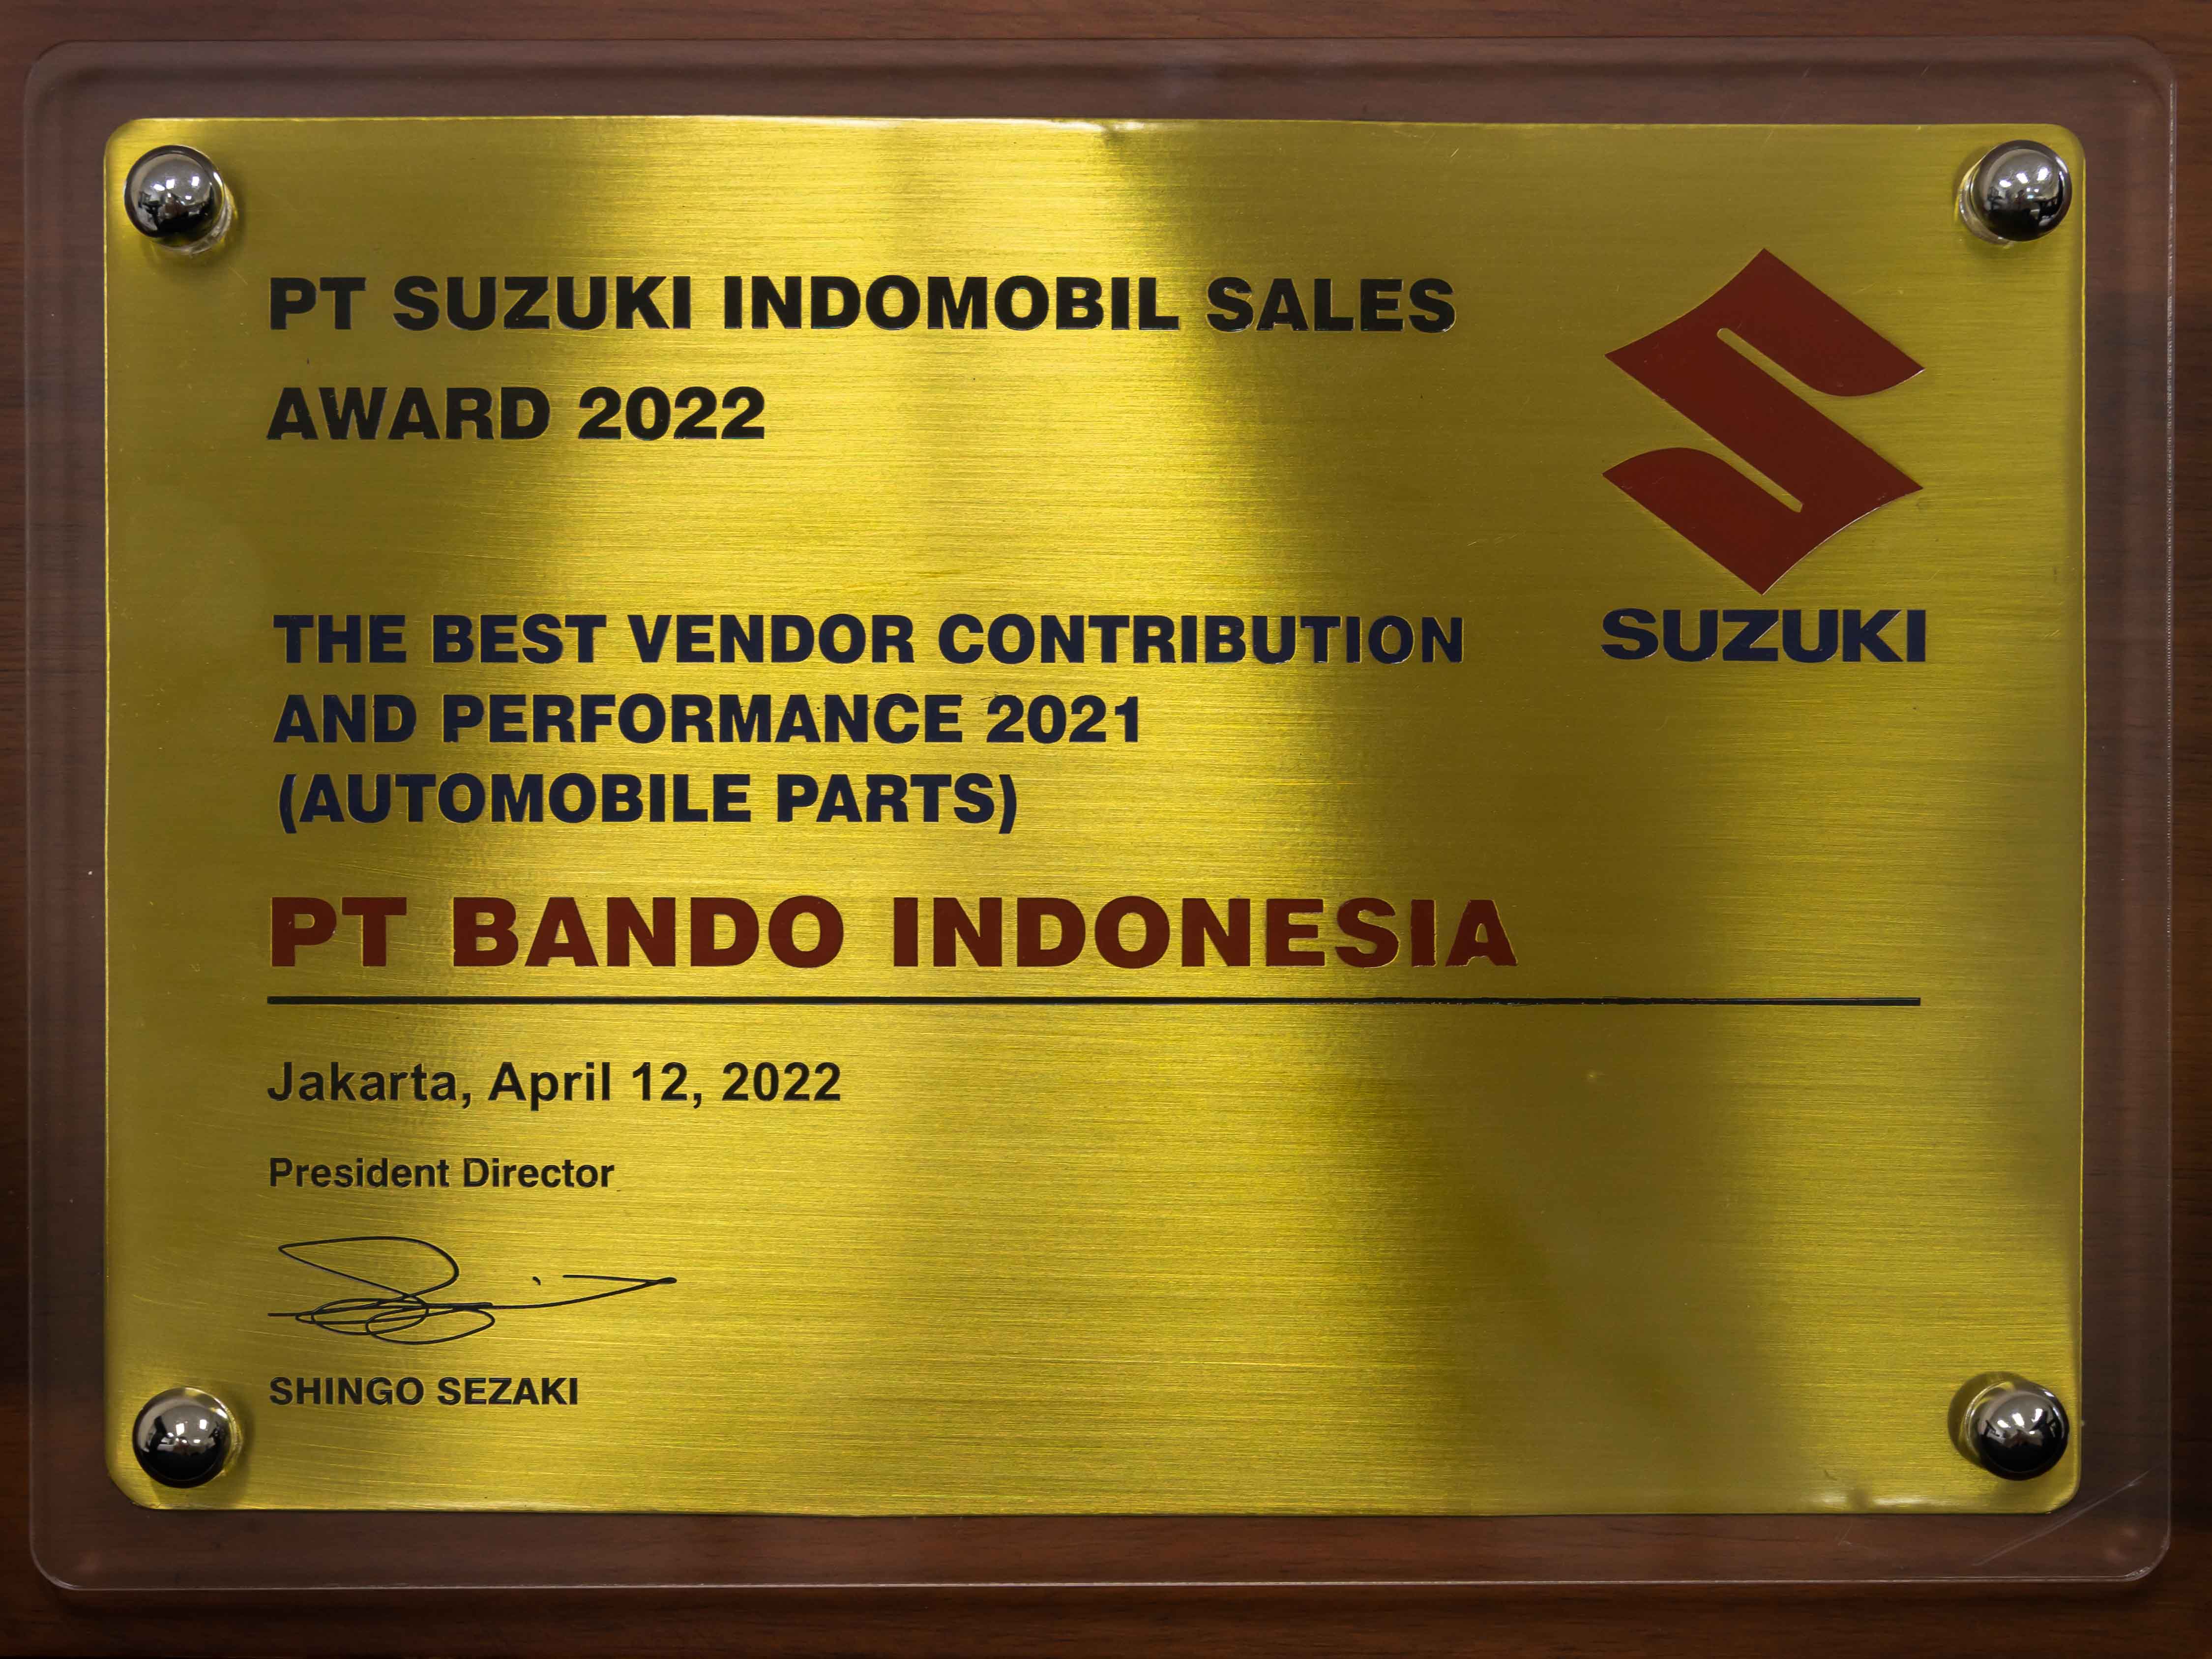 PT SUZUKI INDOMOBIL SALES
AWARD 2022
THE BEST VENDOR CONTRIBUTION
AND PERFORMANCE 2021
(AUTOMOBILE PARTS)
SUZUKI
PT BANDO INDONESIA
Jakarta, April 12, 2022
President Director
SHINGO SEZAKI